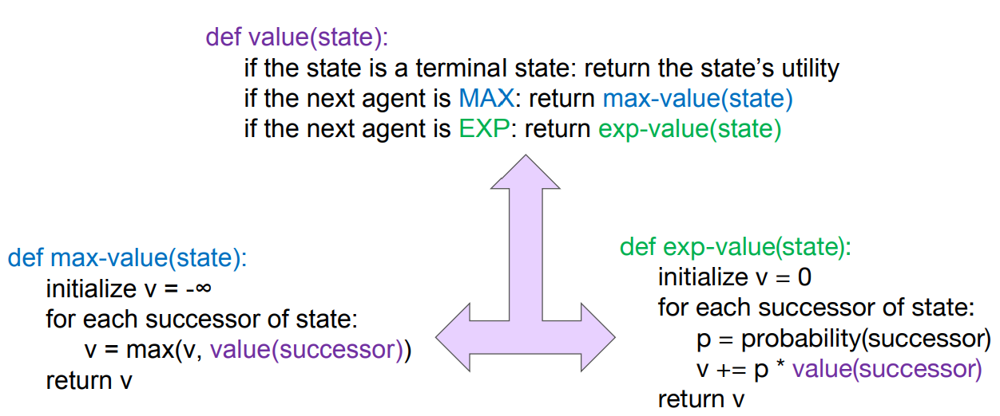 def value(state):
if the state is a terminal state: return the state’s utility
if the next agent is MAX: return max-value(state)
if the next agent is EXP: return exp-value(state)
def max-value(state):
initialize v = -∞
for each successor of state:
v = max(v, value(successor))
return v
def exp-value(state):
initialize v = 0
for each successor of state:
p = probability(successor)
v += p * value(successor)
return v